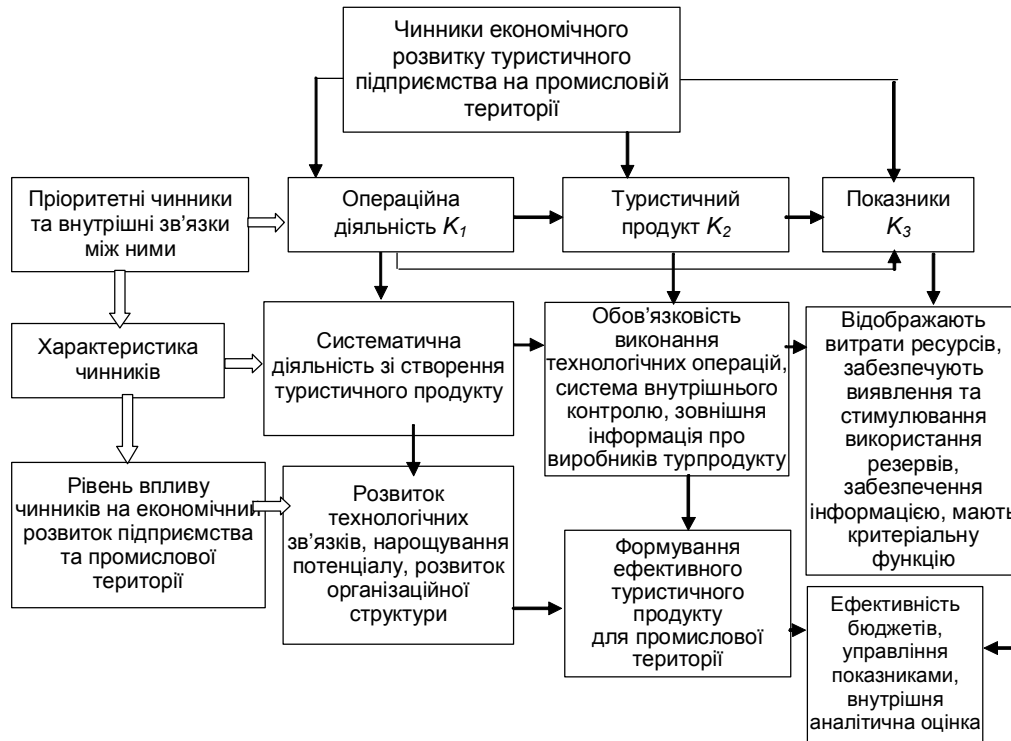 Чинники економічного
розвитку туристичного
підприємства на промисловій
території
Пріоритетні чинники
та внутрішні зв’язки
між ними
Операційна
діяльність K1
Туристичний
продукт K2
Показники
K3
Характеристика
чинників
Систематична
діяльність зі створення
туристичного продукту
Обов’язковість
виконання
технологічних операцій,
система внутрішнього
контролю, зовнішня
інформація про
виробників турпродукту
Відображають
витрати ресурсів,
забезпечують
виявлення та
стимулювання
використання
резервів,
забезпечення
інформацією, мають
критеріальну
функцію
Рівень впливу
чинників на економічний
розвиток підприємства
та промислової
території
Розвиток
технологічних
зв’язків, нарощування
потенціалу, розвиток
організаційної
структури
Формування
ефективного
туристичного
продукту
для промислової
території
Ефективність
бюджетів,
управління
показниками,
внутрішня
аналітична оцінка